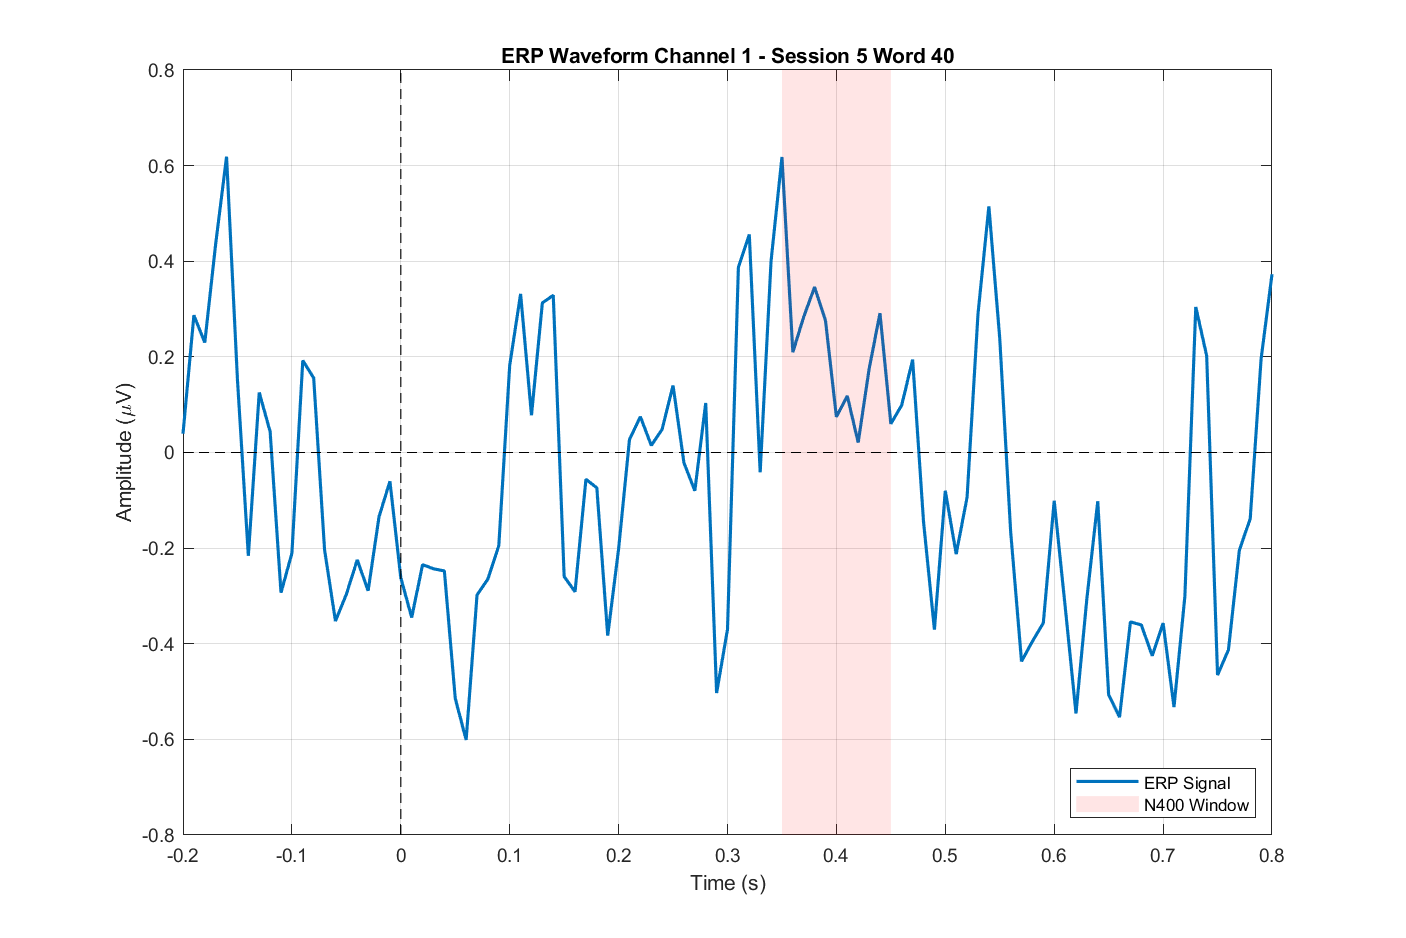 ERP Waveform Channel 1 - Session 5 Word 40
0.8
0.6
0.4
0.2
0
-0.2
-0.4
-0.6
-0.8
Amplitude (μV)
-0.2 -0.1 0 0.1 0.2 0.3 0.4 0.5 0.6 0.7 0.8
Time (s)
ERP Signal
N400 Window